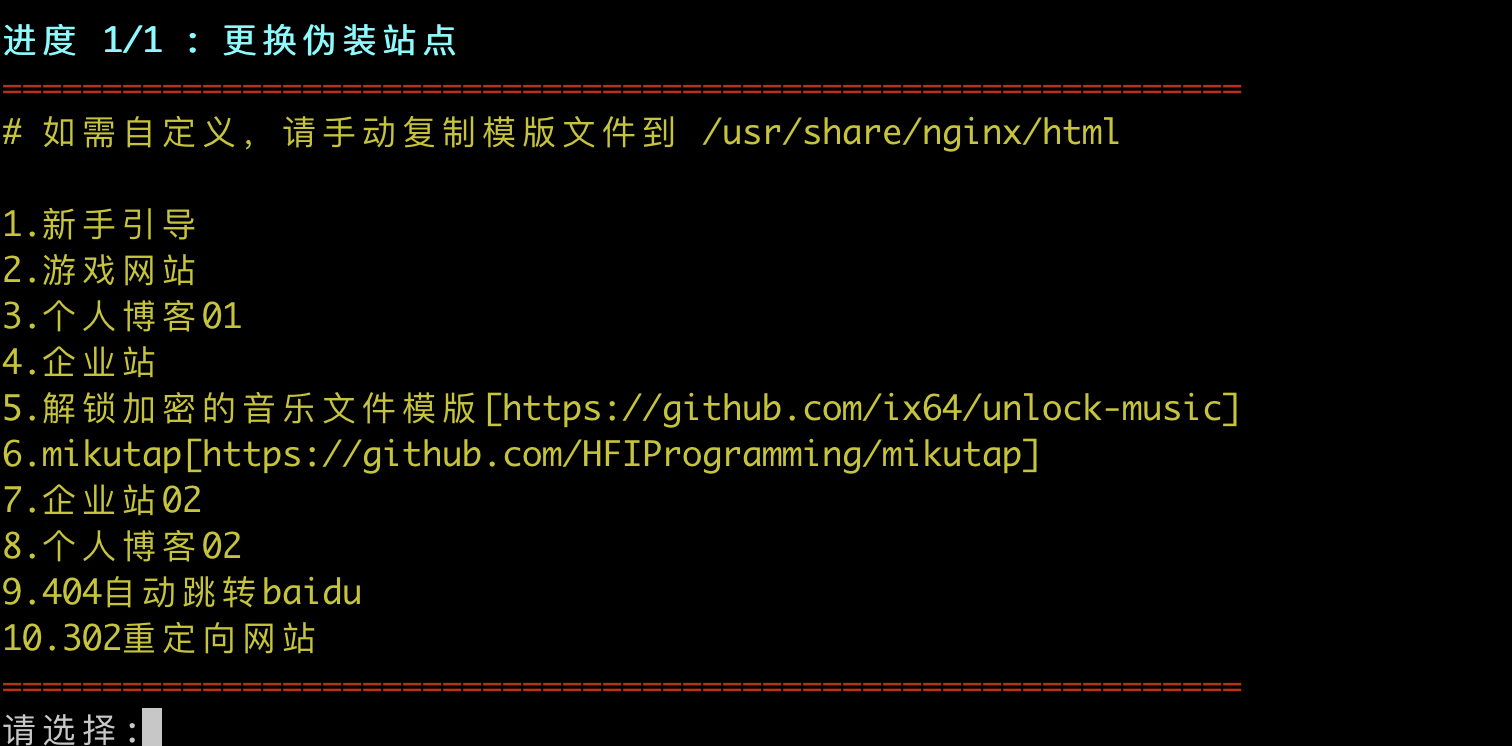 进度 1/1 : 更换伪装站点
==============================================================
# 如需自定义，请手动复制模版文件到 /usr/share/nginx/html
1.新手引导
2.游戏网站
3.个人博客01
4.企业站
5.解锁加密的音乐文件模版[https://github.com/ix64/unlock-music]
6.mikutap[https://github.com/HFIProgramming/mikutap]
7.企业站02
8.个人博客02
9.404自动跳转baidu
10.302重定向网站
==============================================================
请选择: